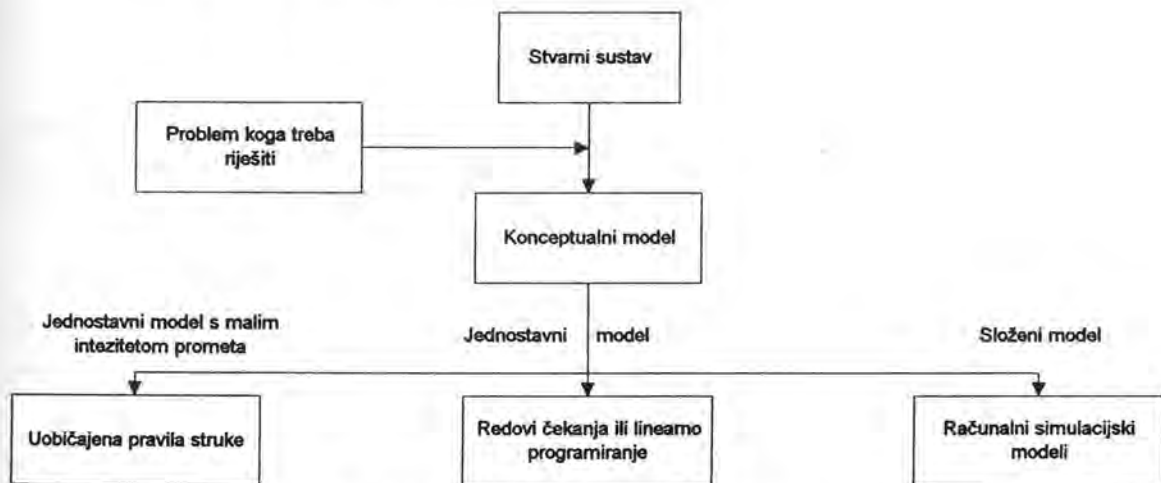 Stvarni sustav
Problem koga treba
riješiti
Konceptualni model
Jednostavni model s malim
intezitetom prometa
Jednostavni model
Složeni model
Uobičajena pravila struke
Redovi čekanja ili linearno
programiranje
Računalni simulacijski
modeli